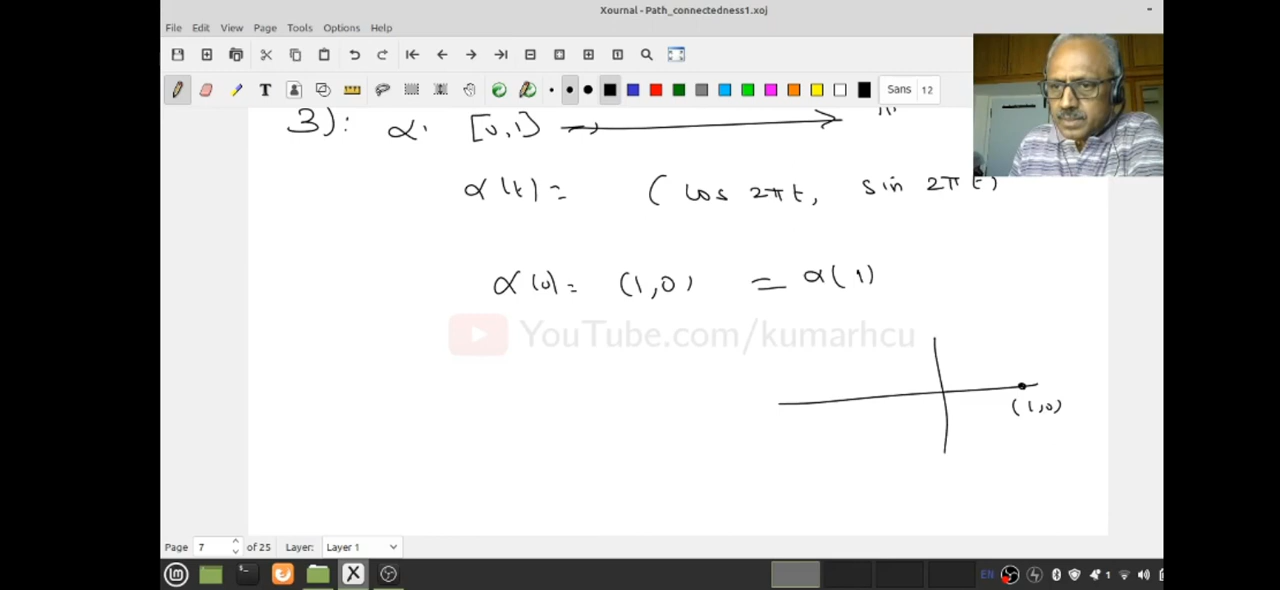 Xournal - Path_connectedness1.xoj
File Edit View Page Tools Options Help
Sans 12
3): α: [0,1] →
α(t) = (cos 2πt, sin 2πt)
α(0) = (1,0) = α(1)
YouTube.com/kumarhcu
(1,0)
Page 7 of 25 Layer: Layer 1
EN 1